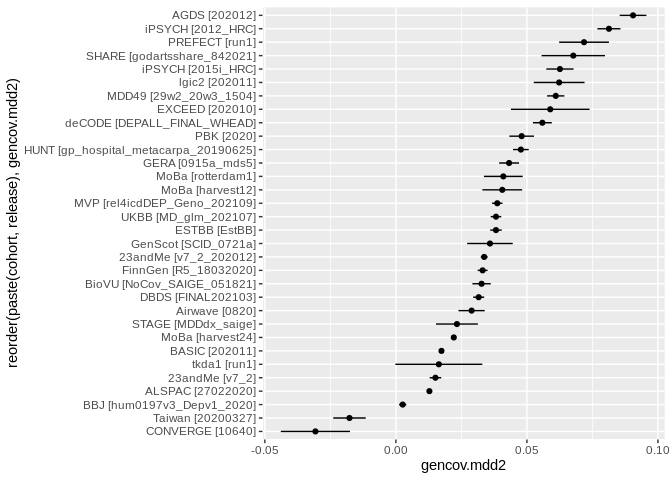 AGDS [202012]
iPSYCH [2012_HRC]
PREFECT [run1]
SHARE [godartsshare_842021]
iPSYCH [2015i_HRC]
lgic2 [202011]
MDD49 [29w2_20w3_1504]
EXCEED [202010]
deCODE [DEPALL_FINAL_WHEAD]
PBK [2020]
HUNT [gp_hospital_metacarpa_20190625]
GERA [0915a_mds5]
MoBa [rotterdam1]
MoBa [harvest12]
MVP [rel4icdDEP_Geno_202109]
UKBB [MD_glm_202107]
ESTBB [EstBB]
GenScot [SCID_0721a]
23andMe [v7_2_202012]
FinnGen [R5_18032020]
BioVU [NoCov_SAIGE_051821]
DBDS [FINAL202103]
Airwave [0820]
STAGE [MDDdx_saige]
MoBa [harvest24]
BASIC [202011]
tkda1 [run1]
23andMe [v7_2]
ALSPAC [27022020]
BBJ [hum0197v3_Depv1_2020]
Taiwan [20200327]
CONVERGE [10640]
reorder(paste(cohort, release), gencov.mdd2)
-0.05 0.00 0.05 0.10
gencov.mdd2